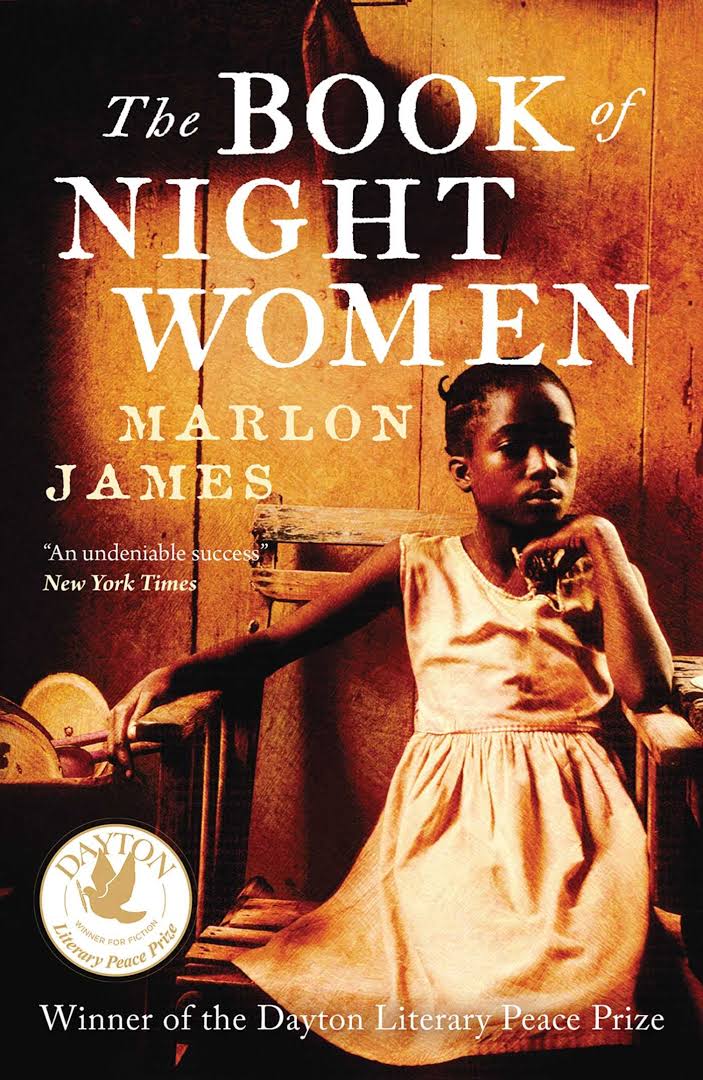 The BOOK of
NIGHT
WOMEN
MARLON
JAMES
“An undeniable success”
New York Times
DAYTON
WINNER FOR FICTION
Literary Peace Prize
Winner of the Dayton Literary Peace Prize